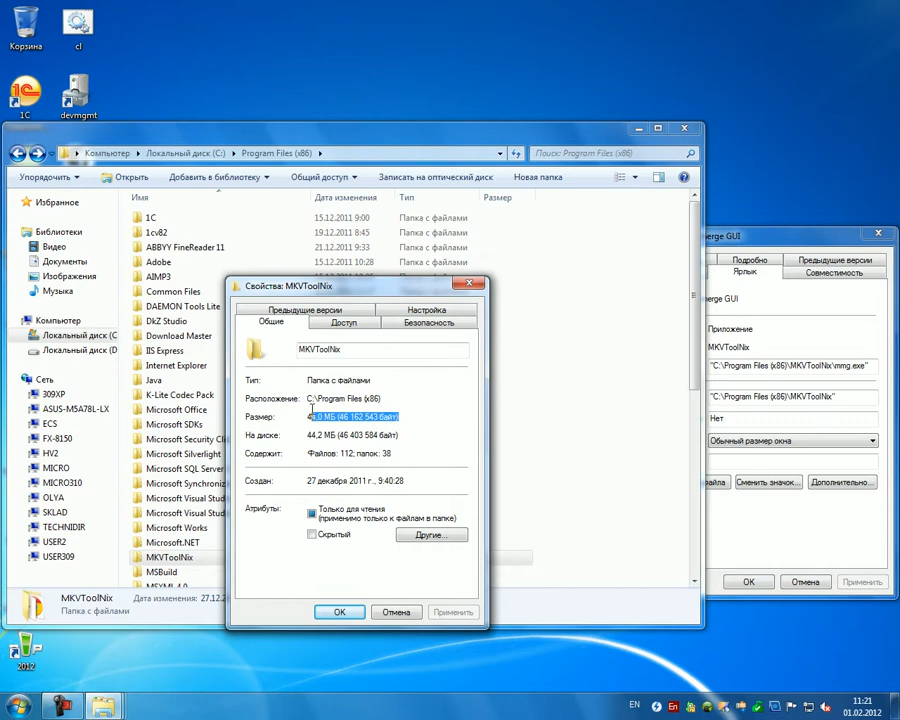 Корзина
cl
1C
devmgmt
Компьютер
Локальный диск (C:)
Program Files (x86)
Поиск: Program Files (x86)
Упорядочить
Открыть
Добавить в библиотеку
Общий доступ
Записать на оптический диск
Новая папка
Имя
Дата изменения
Тип
Размер
Избранное
Библиотеки
Видео
Документы
Изображения
Музыка
Компьютер
Локальный диск (C
Локальный диск (D
Сеть
309XP
ASUS-M5A78L-LX
ECS
FX-8150
HV2
MICRO
MICRO310
OLYA
SKLAD
TECHNIDIR
USER2
USER309
1C 15.12.2011 9:00 Папка с файлами
1cv82 19.12.2011 8:45 Папка с файлами
ABBYY FineReader 11 21.12.2011 9:33 Папка с файлами
Adobe 15.12.2011 10:28 Папка с файлами
AIMP3
Common Files
DAEMON Tools Lite
DkZ Studio
Download Master
IIS Express
Internet Explorer
Java
K-Lite Codec Pack
Microsoft Office
Microsoft SDKs
Microsoft Security Cli
Microsoft Silverlight
Microsoft SQL Server
Microsoft Synchroniz
Microsoft Visual Stud
Microsoft Visual Stud
Microsoft Works
Microsoft.NET
MKVToolNix
MSBuild
MSXML 4.0
MKVToolNix Дата изменения: 27.12.20
Папка с файлами
Свойства: MKVToolNix
Предыдущие версии
Настройка
Общие
Доступ
Безопасность
MKVToolNix
Тип: Папка с файлами
Расположение: C:\Program Files (x86)
Размер: 44,0 МБ (46 162 543 байт)
На диске: 44,2 МБ (46 403 584 байт)
Содержит: Файлов: 112; папок: 38
Создан: 27 декабря 2011 г., 9:40:28
Атрибуты: Только для чтения
(применимо только к файлам в папке)
Скрытый
Другие...
OK
Отмена
Применить
erge GUI
Подробно
Предыдущие версии
Ярлык
Совместимость
erge GUI
Приложение
MKVToolNix
"C:\Program Files (x86)\MKVToolNix\mmg.exe"
"C:\Program Files (x86)\MKVToolNix"
Нет
Обычный размер окна
айла
Сменить значок...
Дополнительно...
OK
Отмена
Применить
2012
EN
11:21
01.02.2012